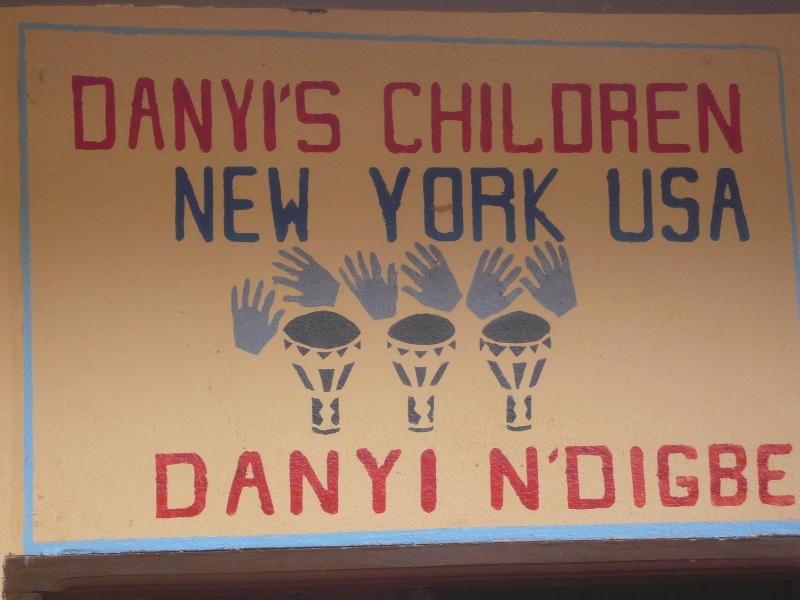 DANYI'S CHILDREN
NEW YORK USA
DANYI N'DIGBE